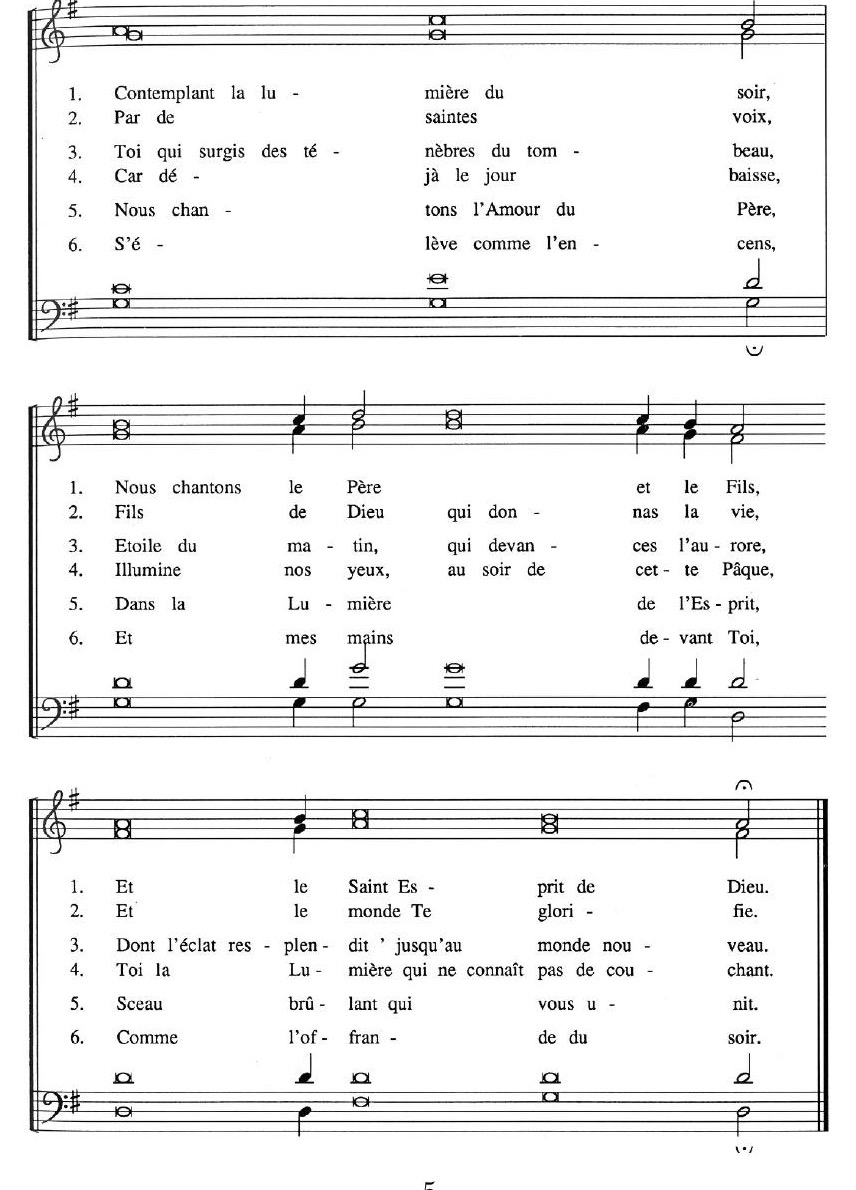 1. Contemplant la lu - mière du soir,
2. Par de saintes voix,
3. Toi qui surgis des té - nèbres du tom - beau,
4. Car dé - jà le jour baisse,
5. Nous chan - tons l'Amour du Père,
6. S'é - lève comme l'en - cens,
1. Nous chantons le Père et le Fils,
2. Fils de Dieu qui don - nas la vie,
3. Etoile du ma - tin, qui devan - ces l'au - rore,
4. Illumine nos yeux, au soir de cet - te Pâque,
5. Dans la Lu - mière de l'Es - prit,
6. Et mes mains de - vant Toi,
1. Et le Saint Es - prit de Dieu.
2. Et le monde Te glori - fie.
3. Dont l'éclat res - plen - dit ' jusqu'au monde nou - veau.
4. Toi la Lu - mière qui ne connaît pas de cou - chant.
5. Sceau brû - lant qui vous u - nit.
6. Comme l'of - fran - de du soir.
5